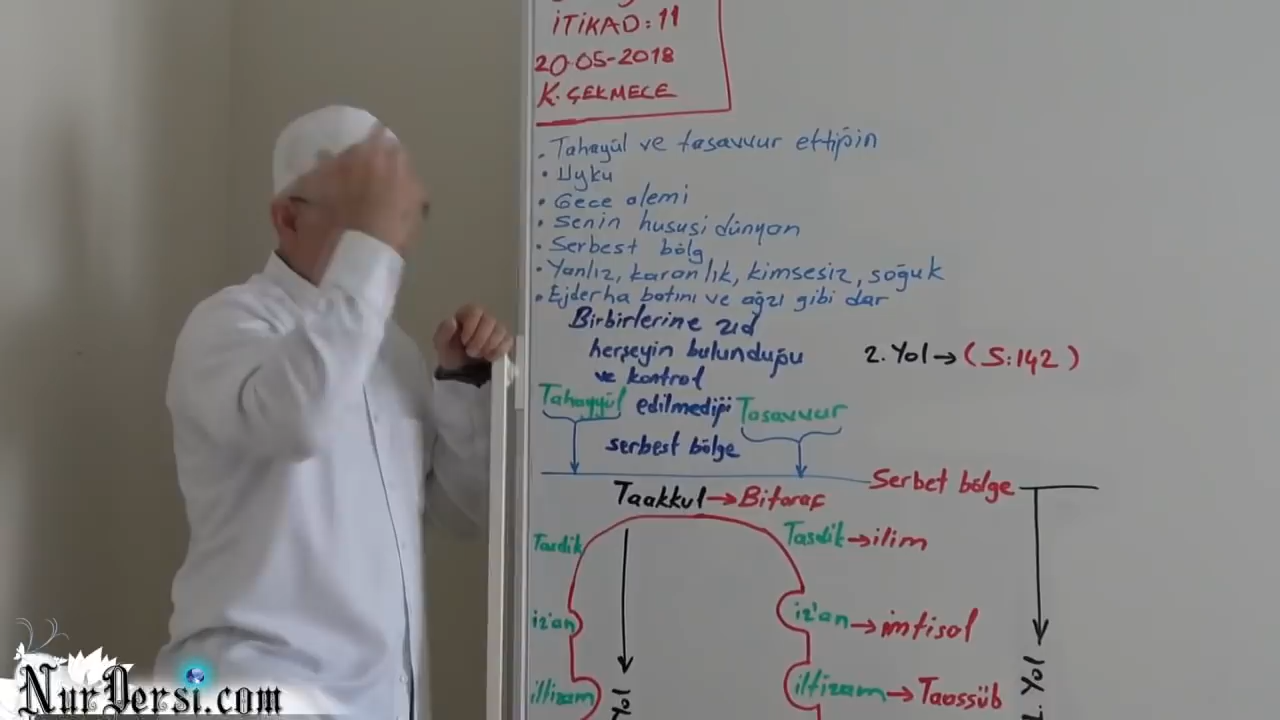 İTİKAD: 11
20-05-2018
K. ÇEKMECE
• Tahayül ve tasavvur ettiğin
• Uyku
• Gece alemi
• Senin hususi dünyan
• Serbest bölg
• Yanlız, karanlık, kimsesiz, soğuk
• Ejderha batını ve ağzı gibi dar
Birbirlerine zıd
herşeyin bulunduğu
ve kontrol
edilmediği
serbest bölge
2. Yol → (S:142)
Tahayyül
Tasavvur
Serbet bölge
Taakkul → Bitaraf
Tasdik
Tasdik → ilim
iz'an
iz'an → imtisal
iltizam
iltizam → Taassüb
Yol
2. Yol
NurDersi.com